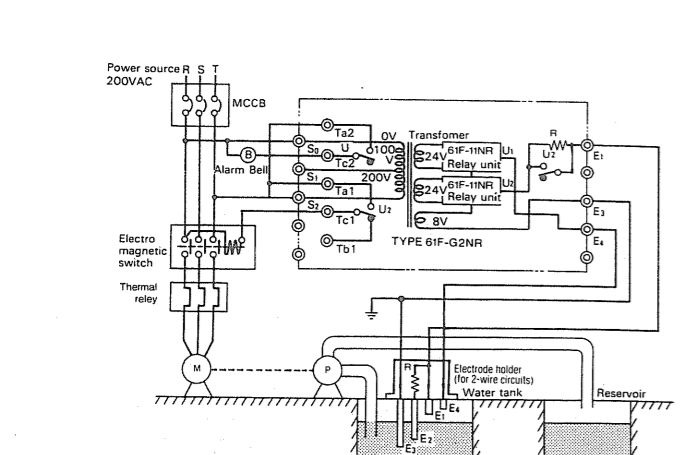 Power source R S T
200VAC
MCCB
Ta2
S0 U
Alarm Bell
B
Tc2
S1
Ta1
S2
Tc1
U2
Tb1
0V
100
V
200V
Transfomer
24V
61F-11NR
Relay unit
U1
24V
61F-11NR
Relay unit
U2
8V
TYPE 61F-G2NR
R
U2
E1
E3
E4
Electro
magnetic
switch
Thermal
reley
M
P
R
Electrode holder
(for 2-wire circuits)
Water tank
Reservoir
E1
E4
E2
E3